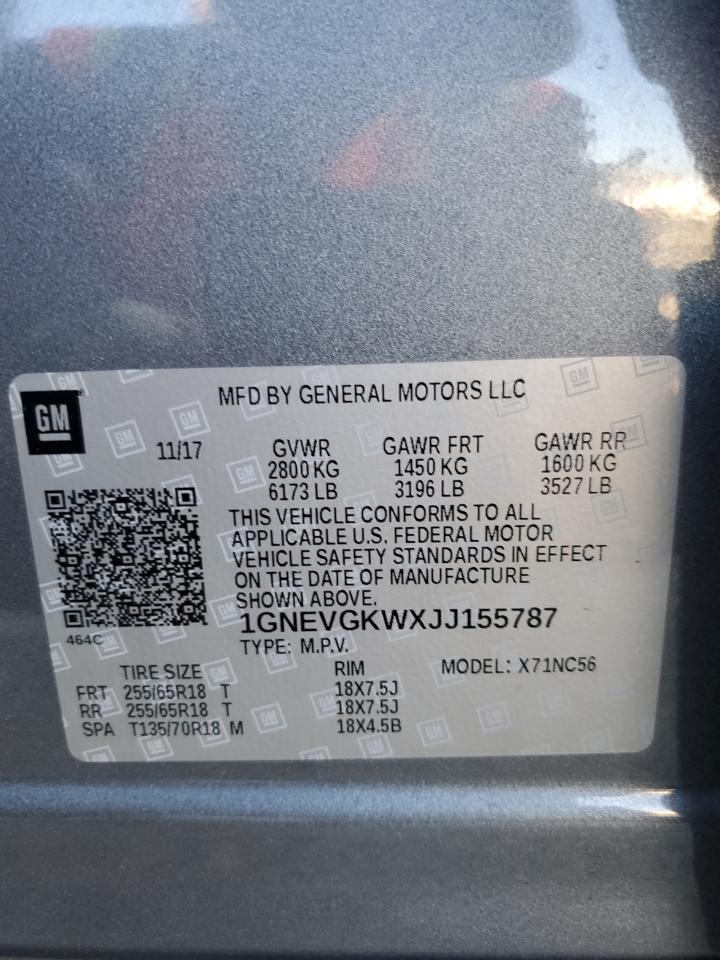 GM
MFD BY GENERAL MOTORS LLC
11/17 GVWR GAWR FRT GAWR RR
2800 KG 1450 KG 1600 KG
6173 LB 3196 LB 3527 LB
THIS VEHICLE CONFORMS TO ALL
APPLICABLE U.S. FEDERAL MOTOR
VEHICLE SAFETY STANDARDS IN EFFECT
ON THE DATE OF MANUFACTURE
SHOWN ABOVE.
1GNEVGKWXJJ155787
464C
TYPE: M.P.V.
TIRE SIZE RIM MODEL: X71NC56
FRT 255/65R18 T 18X7.5J
RR 255/65R18 T 18X7.5J
SPA T135/70R18 M 18X4.5B